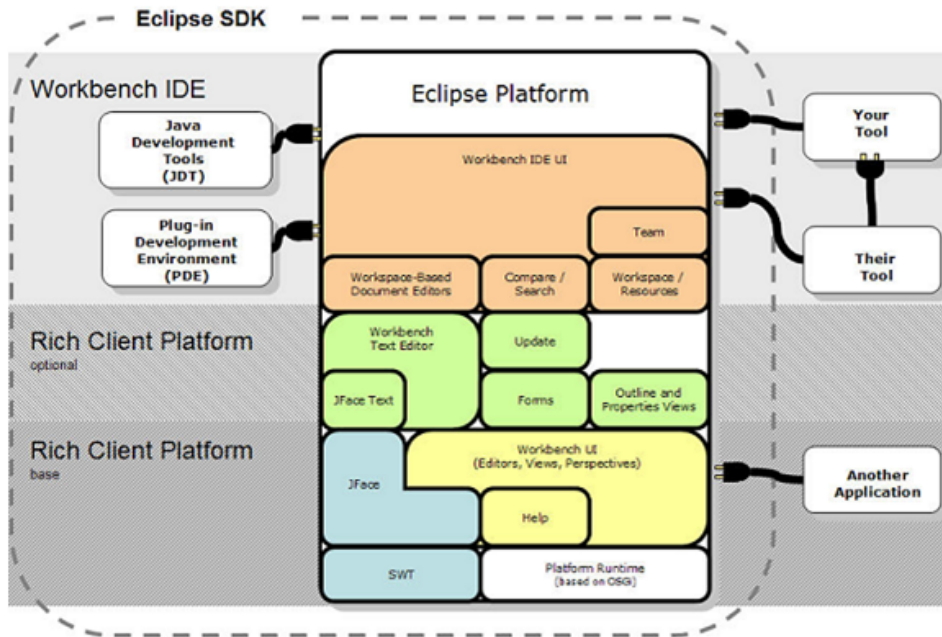 Eclipse SDK
Workbench IDE
Eclipse Platform
Java
Development
Tools
(JDT)
Your
Tool
Workbench IDE UI
Plug-in
Development
Environment
(PDE)
Team
Their
Tool
Workspace-Based
Document Editors
Compare /
Search
Workspace /
Resources
Rich Client Platform
optional
Workbench
Text Editor
Update
JFace Text
Forms
Outline and
Properties Views
Rich Client Platform
base
Workbench UI
(Editors, Views, Perspectives)
JFace
Help
Another
Application
SWT
Platform Runtime
(based on OSGi)